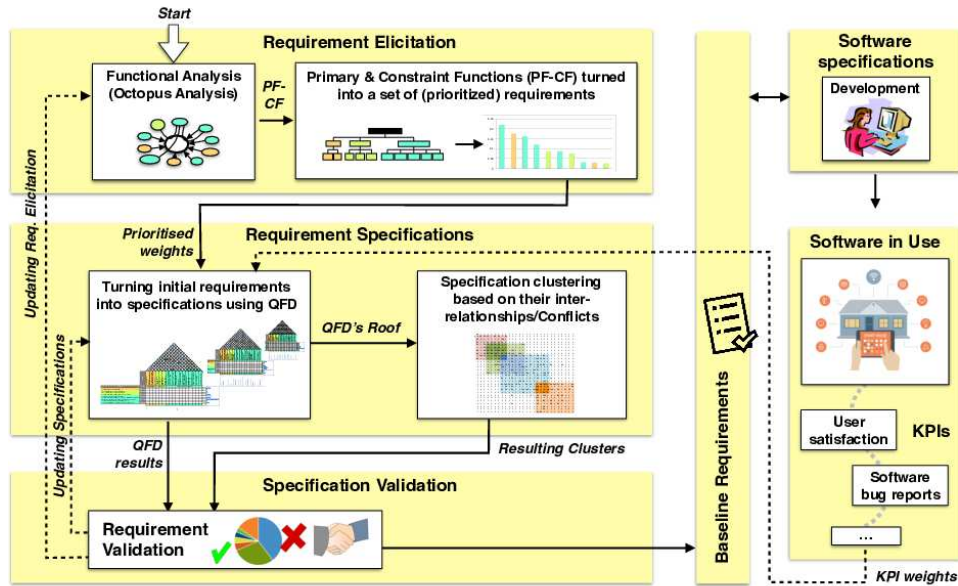 Start
Requirement Elicitation
Functional Analysis
(Octopus Analysis)
PF-
CF
Primary & Constraint Functions (PF-CF) turned
into a set of (prioritized) requirements
Software
specifications
Development
Updating Req. Elicitation
Prioritised
weights
Requirement Specifications
Turning initial requirements
into specifications using QFD
QFD's Roof
Specification clustering
based on their inter-
relationships/Conflicts
Updating Specifications
QFD
results
Resulting Clusters
Baseline Requirements
Software in Use
User
satisfaction
KPIs
Software
bug reports
...
KPI weights
Specification Validation
Requirement
Validation